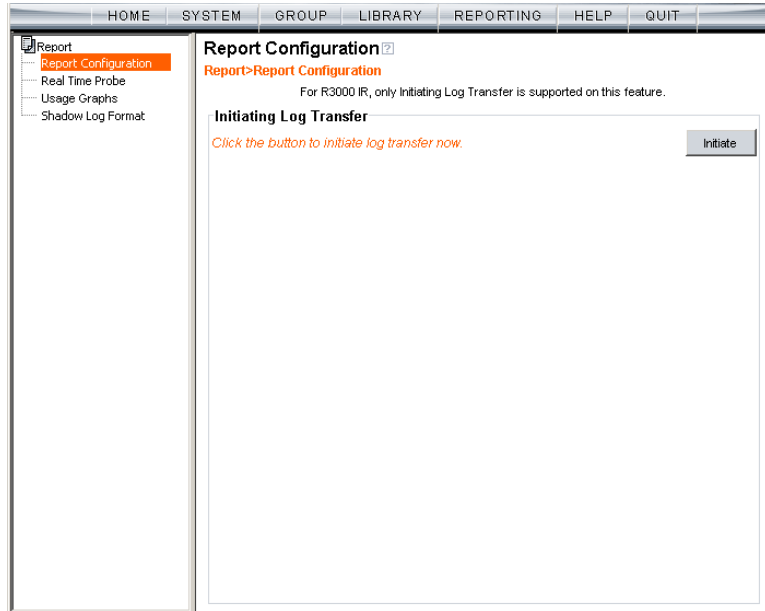 HOME SYSTEM GROUP LIBRARY REPORTING HELP QUIT
Report
Report Configuration
Real Time Probe
Usage Graphs
Shadow Log Format
Report Configuration ?
Report>Report Configuration
For R3000 IR, only Initiating Log Transfer is supported on this feature.
Initiating Log Transfer
Click the button to initiate log transfer now.
Initiate